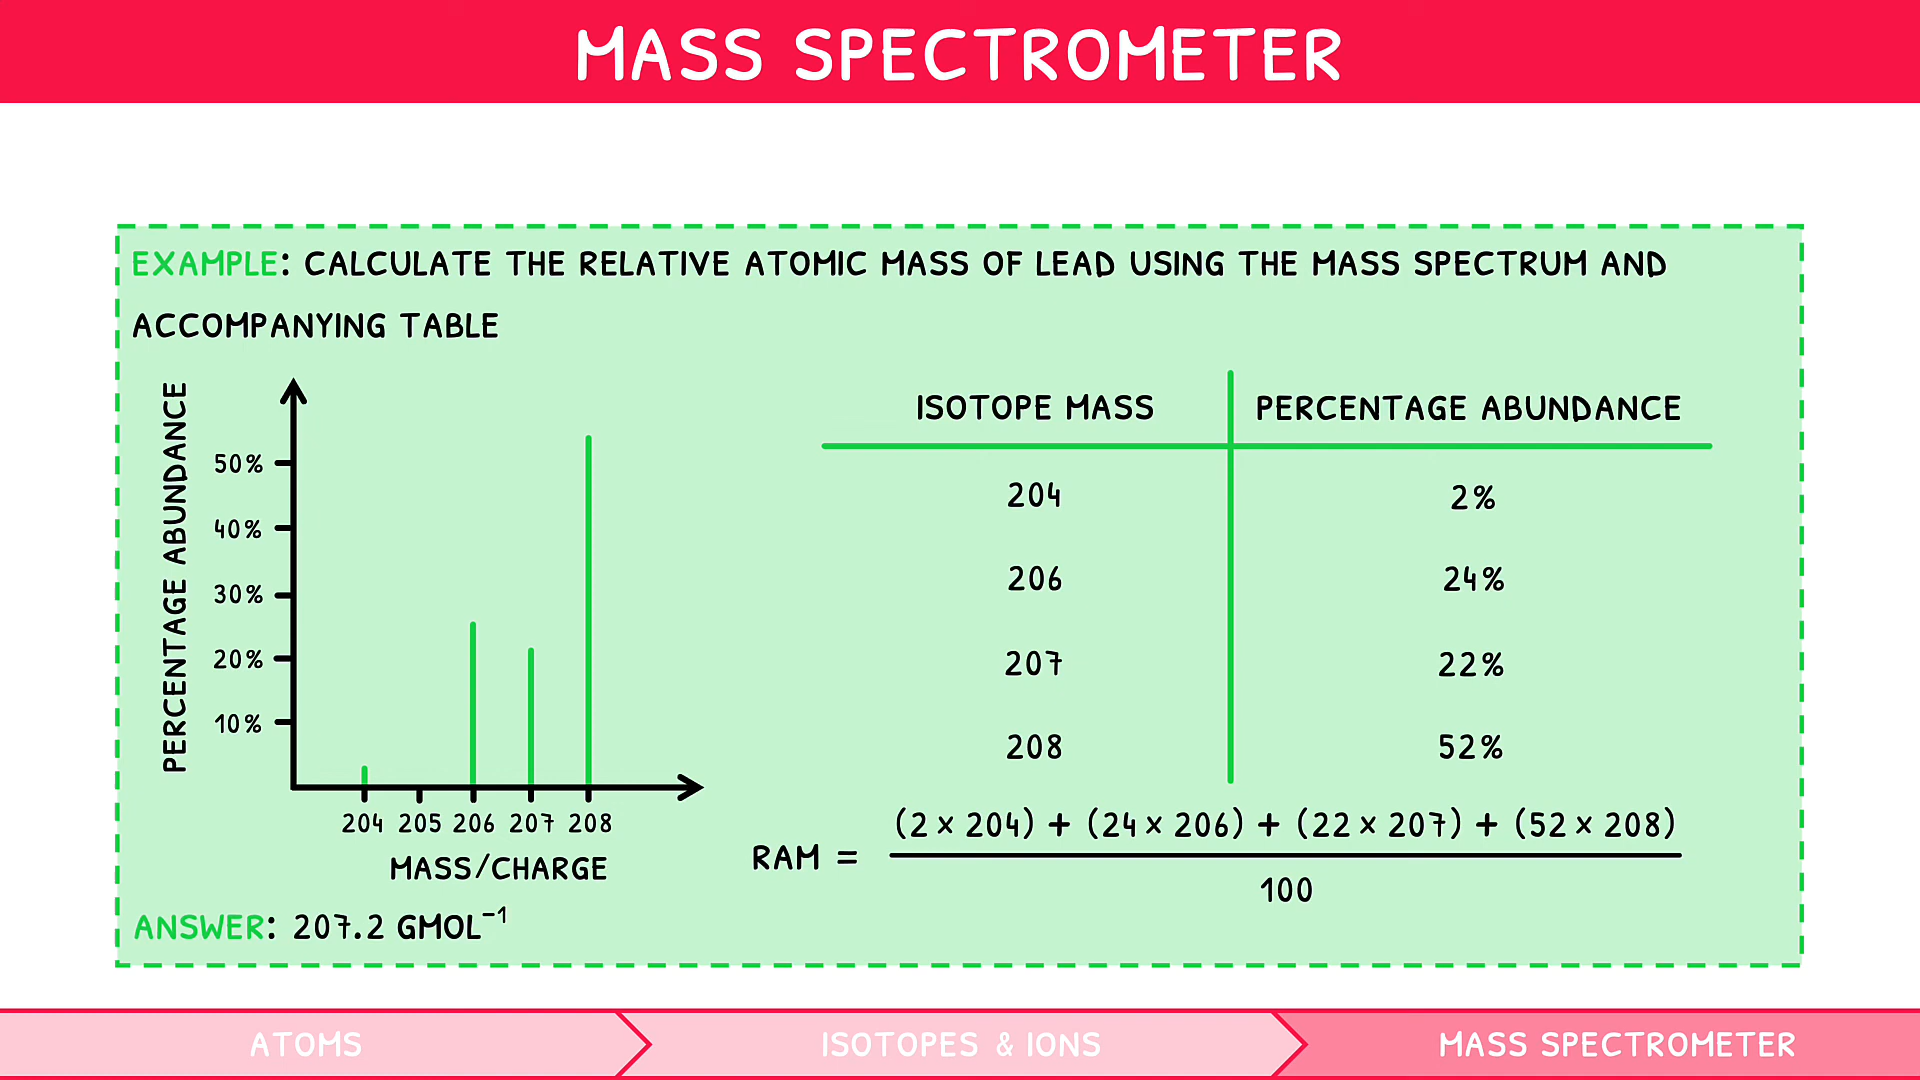 MASS SPECTROMETER
EXAMPLE: CALCULATE THE RELATIVE ATOMIC MASS OF LEAD USING THE MASS SPECTRUM AND
ACCOMPANYING TABLE
PERCENTAGE ABUNDANCE
50%
40%
30%
20%
10%
204 205 206 207 208
MASS/CHARGE
ISOTOPE MASS PERCENTAGE ABUNDANCE
204 2%
206 24%
207 22%
208 52%
RAM = (2 × 204) + (24 × 206) + (22 × 207) + (52 × 208)
100
ANSWER: 207.2 GMOL⁻¹
ATOMS
ISOTOPES & IONS
MASS SPECTROMETER